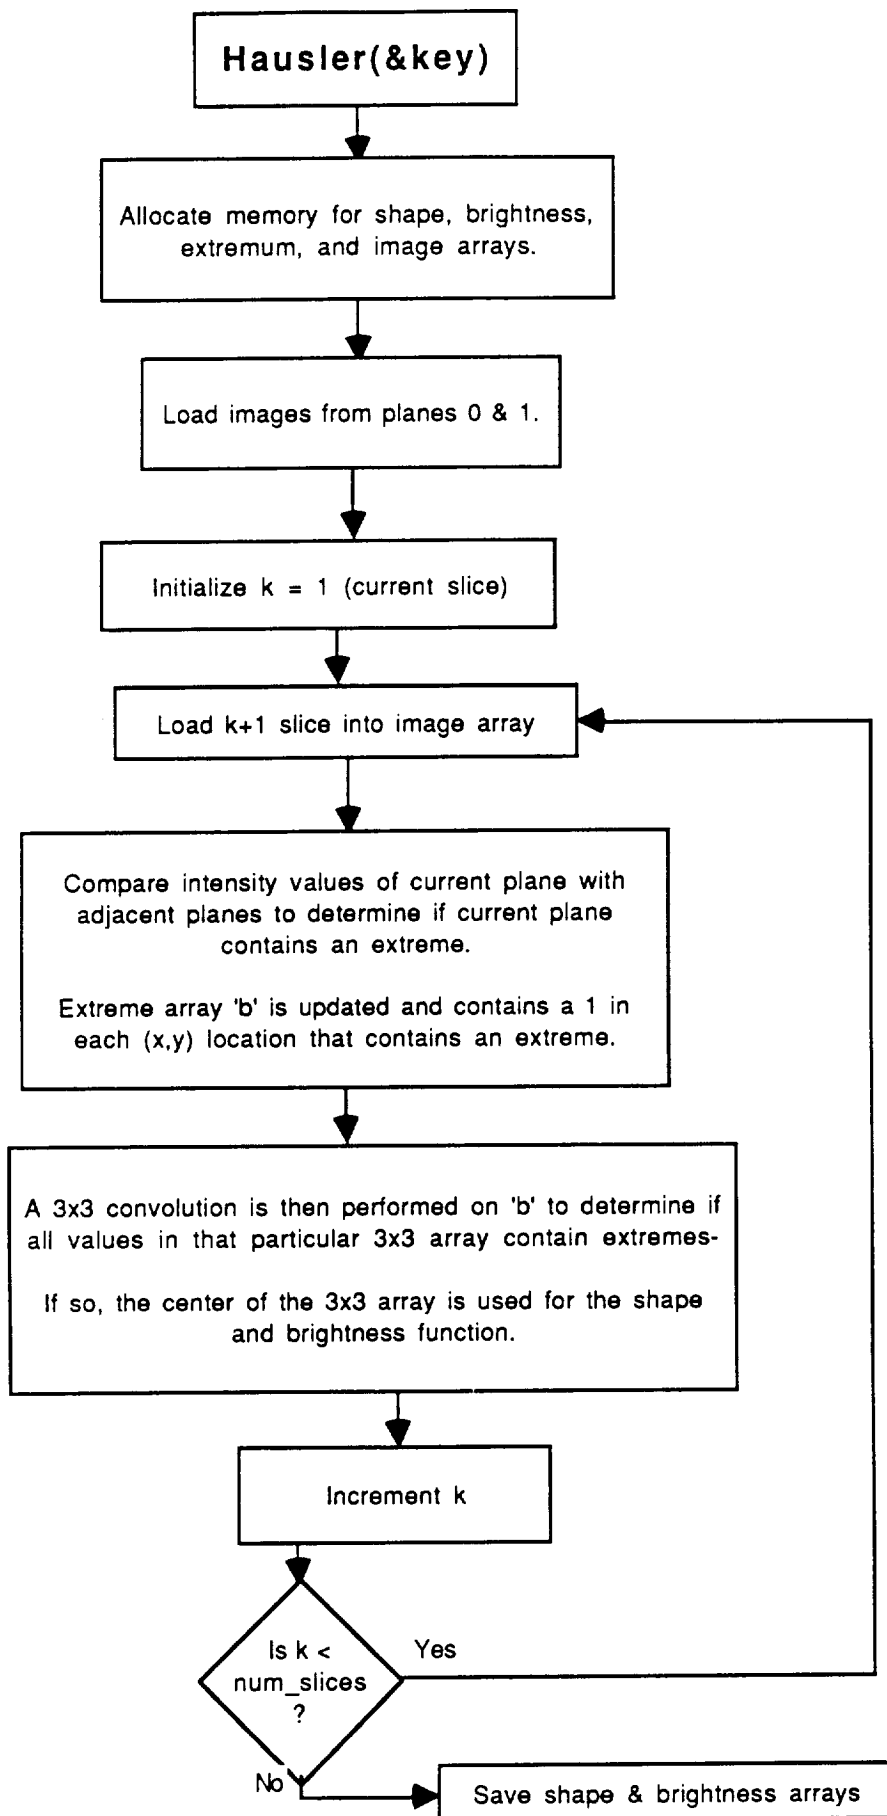 Hausler(&key)
Allocate memory for shape, brightness,
extremum, and image arrays.
Load images from planes 0 & 1.
Initialize k = 1 (current slice)
Load k+1 slice into image array
Compare intensity values of current plane with
adjacent planes to determine if current plane
contains an extreme.
Extreme array 'b' is updated and contains a 1 in
each (x,y) location that contains an extreme.
A 3x3 convolution is then performed on 'b' to determine if
all values in that particular 3x3 array contain extremes-
If so, the center of the 3x3 array is used for the shape
and brightness function.
Increment k
Is k <
num_slices
?
Yes
No
Save shape & brightness arrays